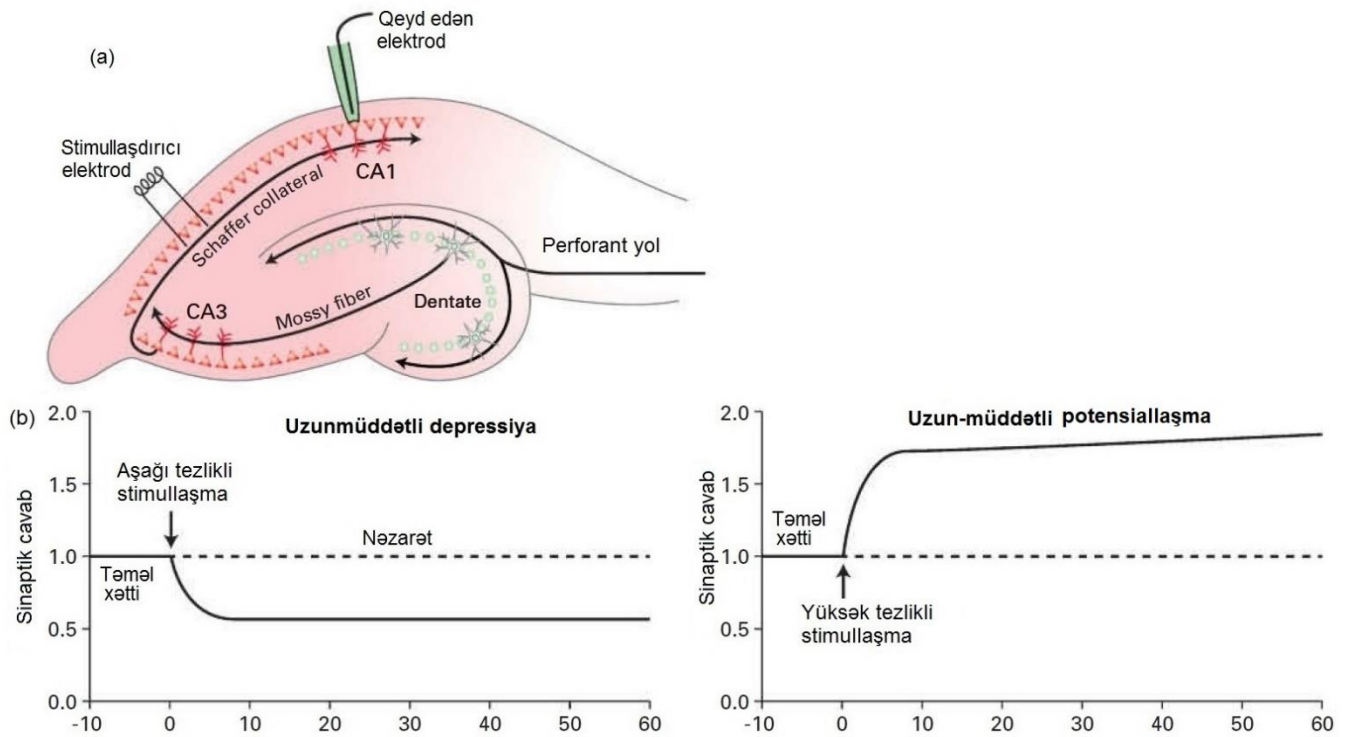 (a)
Qeyd edən
elektrod
Stimullaşdırıcı
elektrod
CA1
Schaffer collateral
Perforant yol
CA3
Mossy fiber
Dentate
(b)
Uzunmüddətli depressiya
Sinaptik cavab
2.0
1.5
1.0
0.5
0.0
Aşağı tezlikli
stimullaşma
Nəzarət
Təməl
xətti
-10 0 10 20 30 40 50 60
Uzun-müddətli potensiallaşma
Sinaptik cavab
2.0
1.5
1.0
0.5
0.0
Təməl
xətti
Yüksək tezlikli
stimullaşma
-10 0 10 20 30 40 50 60